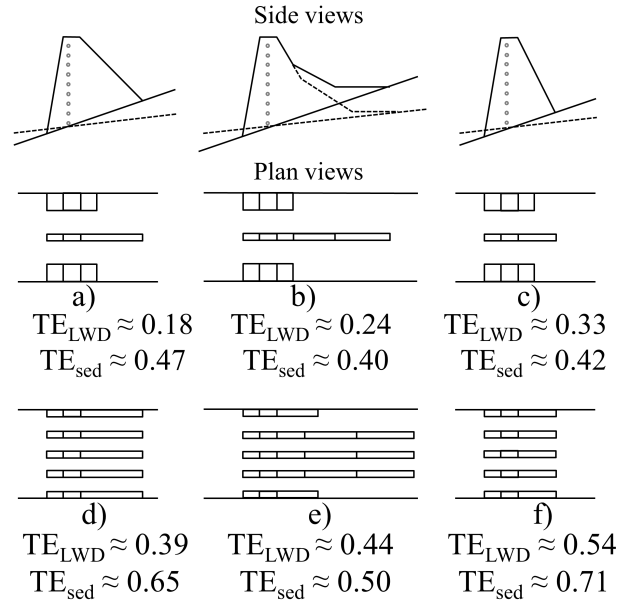 Side views
Plan views
a) b) c)
TE_LWD ≈ 0.18 TE_LWD ≈ 0.24 TE_LWD ≈ 0.33
TE_sed ≈ 0.47 TE_sed ≈ 0.40 TE_sed ≈ 0.42
d) e) f)
TE_LWD ≈ 0.39 TE_LWD ≈ 0.44 TE_LWD ≈ 0.54
TE_sed ≈ 0.65 TE_sed ≈ 0.50 TE_sed ≈ 0.71